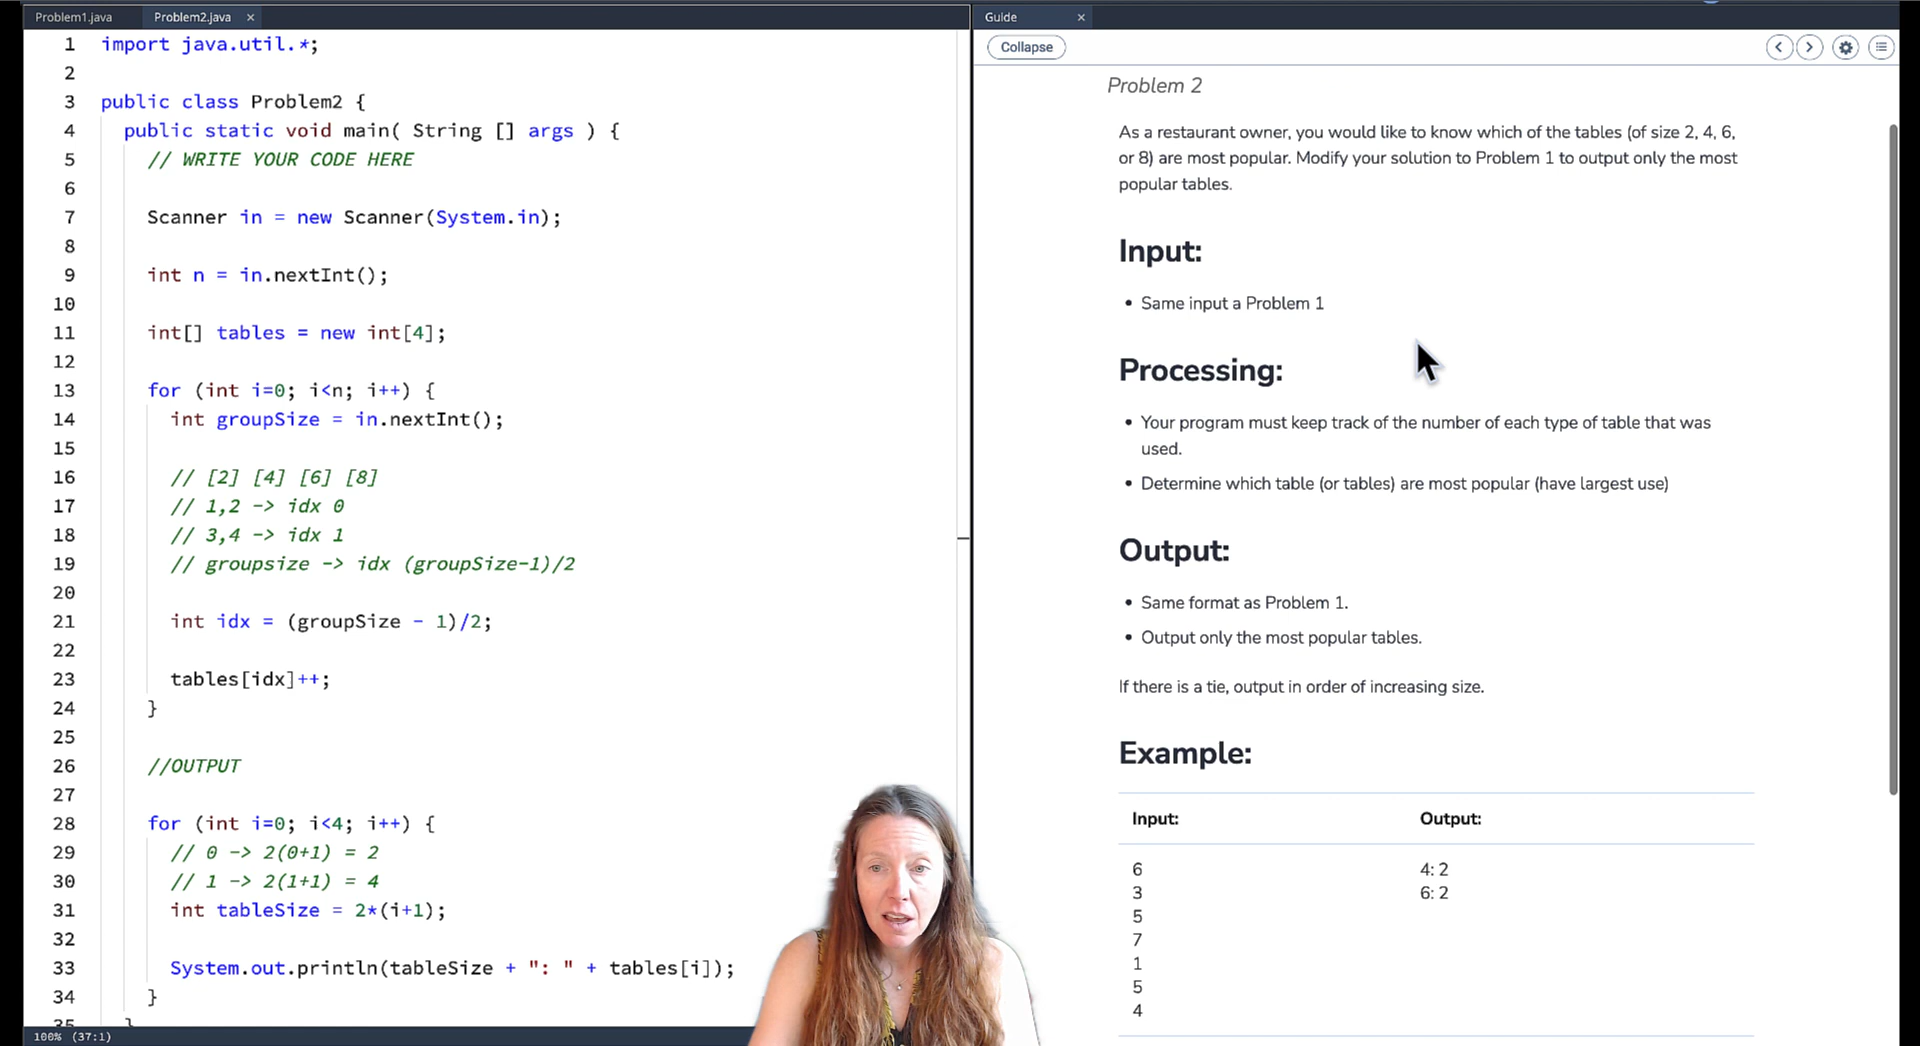 Problem1.java
Problem2.java ×
1 import java.util.*;
2
3 public class Problem2 {
4 public static void main( String [] args ) {
5 // WRITE YOUR CODE HERE
6
7 Scanner in = new Scanner(System.in);
8
9 int n = in.nextInt();
10
11 int[] tables = new int[4];
12
13 for (int i=0; i<n; i++) {
14 int groupSize = in.nextInt();
15
16 // [2] [4] [6] [8]
17 // 1,2 -> idx 0
18 // 3,4 -> idx 1
19 // groupsize -> idx (groupSize-1)/2
20
21 int idx = (groupSize - 1)/2;
22
23 tables[idx]++;
24 }
25
26 //OUTPUT
27
28 for (int i=0; i<4; i++) {
29 // 0 -> 2(0+1) = 2
30 // 1 -> 2(1+1) = 4
31 int tableSize = 2*(i+1);
32
33 System.out.println(tableSize + ": " + tables[i]);
34 }
35 }
100% (37:1)
Guide ×
Collapse
Problem 2
As a restaurant owner, you would like to know which of the tables (of size 2, 4, 6,
or 8) are most popular. Modify your solution to Problem 1 to output only the most
popular tables.
Input:
• Same input a Problem 1
Processing:
• Your program must keep track of the number of each type of table that was
used.
• Determine which table (or tables) are most popular (have largest use)
Output:
• Same format as Problem 1.
• Output only the most popular tables.
If there is a tie, output in order of increasing size.
Example:
Input: Output:
6 4: 2
3 6: 2
5
7
1
5
4